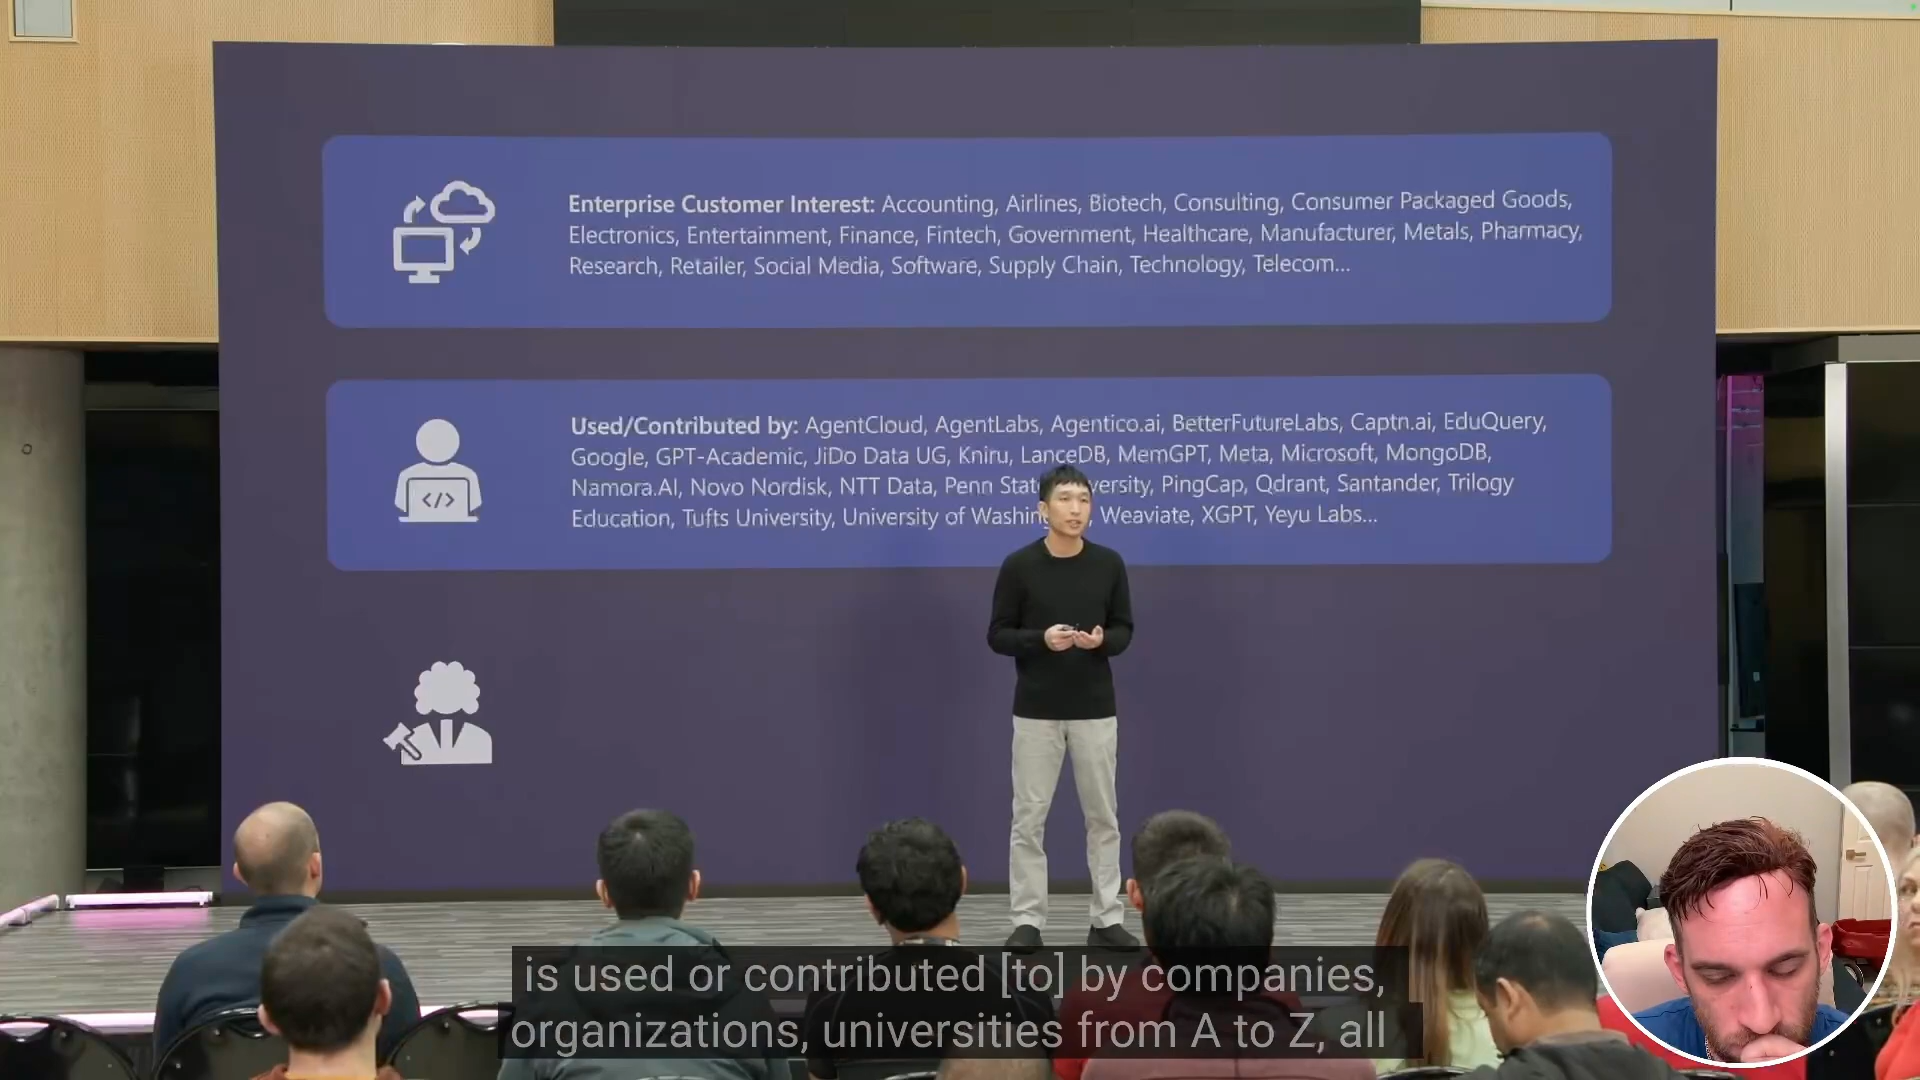 Enterprise Customer Interest: Accounting, Airlines, Biotech, Consulting, Consumer Packaged Goods,
Electronics, Entertainment, Finance, Fintech, Government, Healthcare, Manufacturer, Metals, Pharmacy,
Research, Retailer, Social Media, Software, Supply Chain, Technology, Telecom...
Used/Contributed by: AgentCloud, AgentLabs, Agentico.ai, BetterFutureLabs, Captn.ai, EduQuery,
Google, GPT-Academic, JiDo Data UG, Kniru, LanceDB, MemGPT, Meta, Microsoft, MongoDB,
Namora.AI, Novo Nordisk, NTT Data, Penn Stat versity, PingCap, Qdrant, Santander, Trilogy
Education, Tufts University, University of Washing , Weaviate, XGPT, Yeyu Labs...
</>
is used or contributed [to] by companies,
organizations, universities from A to Z, all